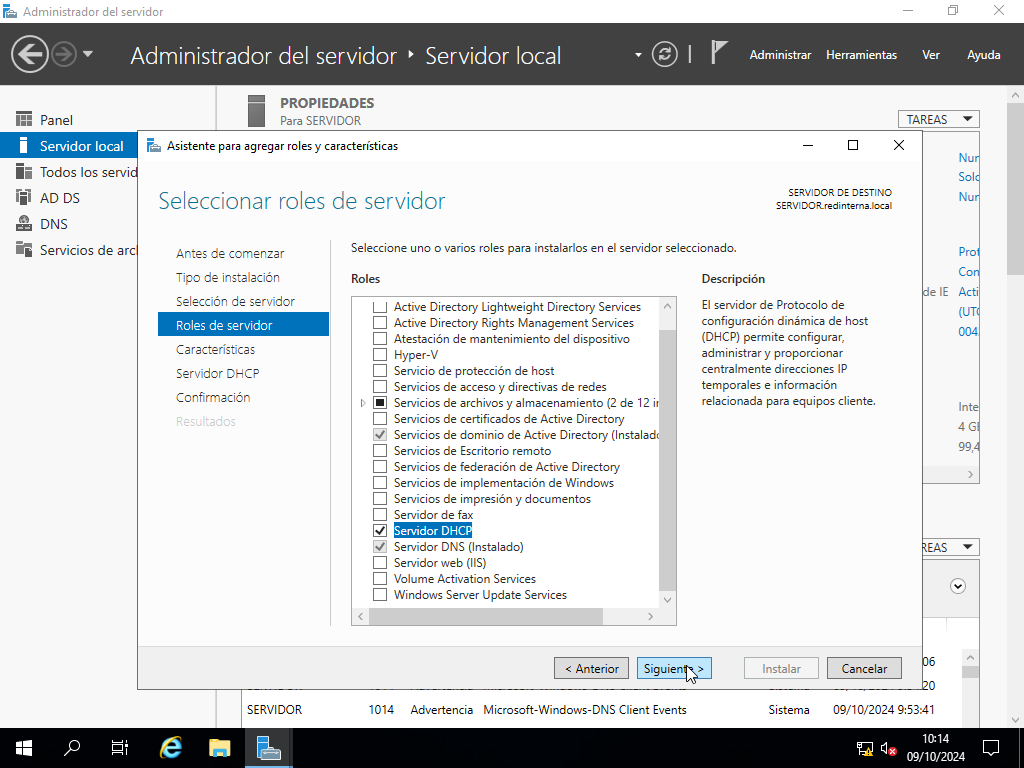 Administrador del servidor
Administrador del servidor ‣ Servidor local
Administrar Herramientas Ver Ayuda
Panel
Servidor local
Todos los servid
AD DS
DNS
Servicios de arc
PROPIEDADES
Para SERVIDOR
TAREAS
Asistente para agregar roles y características
Seleccionar roles de servidor
SERVIDOR DE DESTINO
SERVIDOR.redinterna.local
Antes de comenzar
Tipo de instalación
Selección de servidor
Roles de servidor
Características
Servidor DHCP
Confirmación
Resultados
Seleccione uno o varios roles para instalarlos en el servidor seleccionado.
Roles
Active Directory Lightweight Directory Services
Active Directory Rights Management Services
Atestación de mantenimiento del dispositivo
Hyper-V
Servicio de protección de host
Servicios de acceso y directivas de redes
Servicios de archivos y almacenamiento (2 de 12 in
Servicios de certificados de Active Directory
Servicios de dominio de Active Directory (Instalado
Servicios de Escritorio remoto
Servicios de federación de Active Directory
Servicios de implementación de Windows
Servicios de impresión y documentos
Servidor de fax
Servidor DHCP
Servidor DNS (Instalado)
Servidor web (IIS)
Volume Activation Services
Windows Server Update Services
Descripción
El servidor de Protocolo de
configuración dinámica de host
(DHCP) permite configurar,
administrar y proporcionar
centralmente direcciones IP
temporales e información
relacionada para equipos cliente.
< Anterior
Siguiente >
Instalar
Cancelar
Nun
Solo
Nun
Prot
Con
de IE Acti
(UTC
004
Inte
4 GB
99,4
REAS
06
20
SERVIDOR 1014 Advertencia Microsoft-Windows-DNS Client Events Sistema 09/10/2024 9:53:41
10:14
09/10/2024